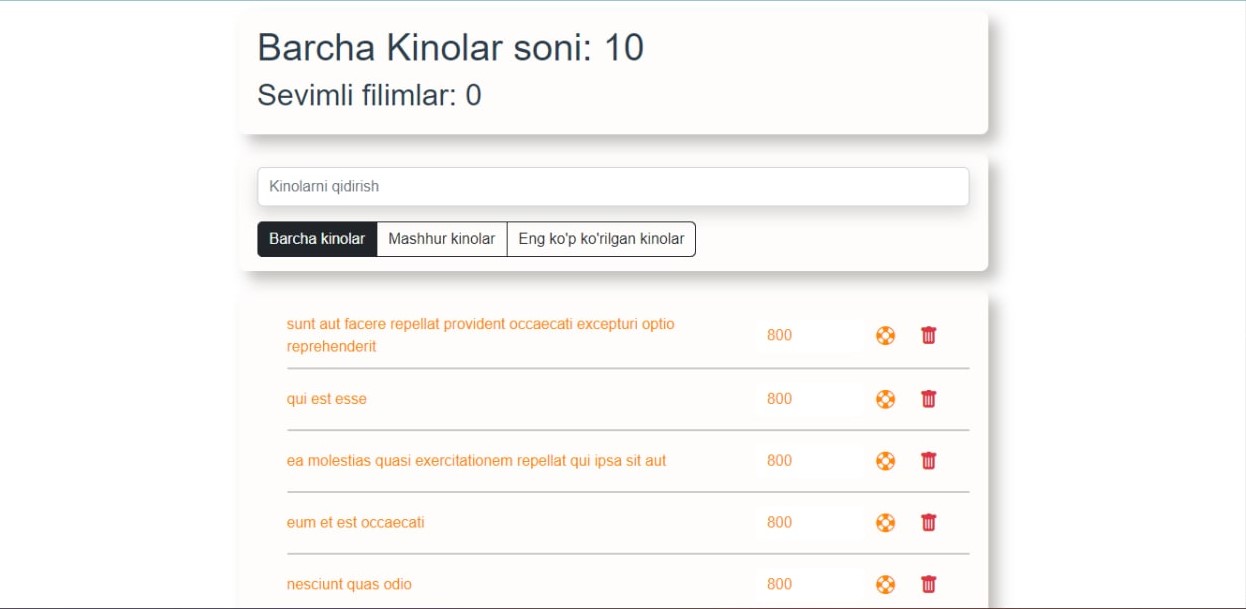 Barcha Kinolar soni: 10
Sevimli filimlar: 0
Kinolarni qidirish
Barcha kinolar Mashhur kinolar Eng ko'p ko'rilgan kinolar
sunt aut facere repellat provident occaecati excepturi optio
reprehenderit
800
qui est esse 800
ea molestias quasi exercitationem repellat qui ipsa sit aut 800
eum et est occaecati 800
nesciunt quas odio 800